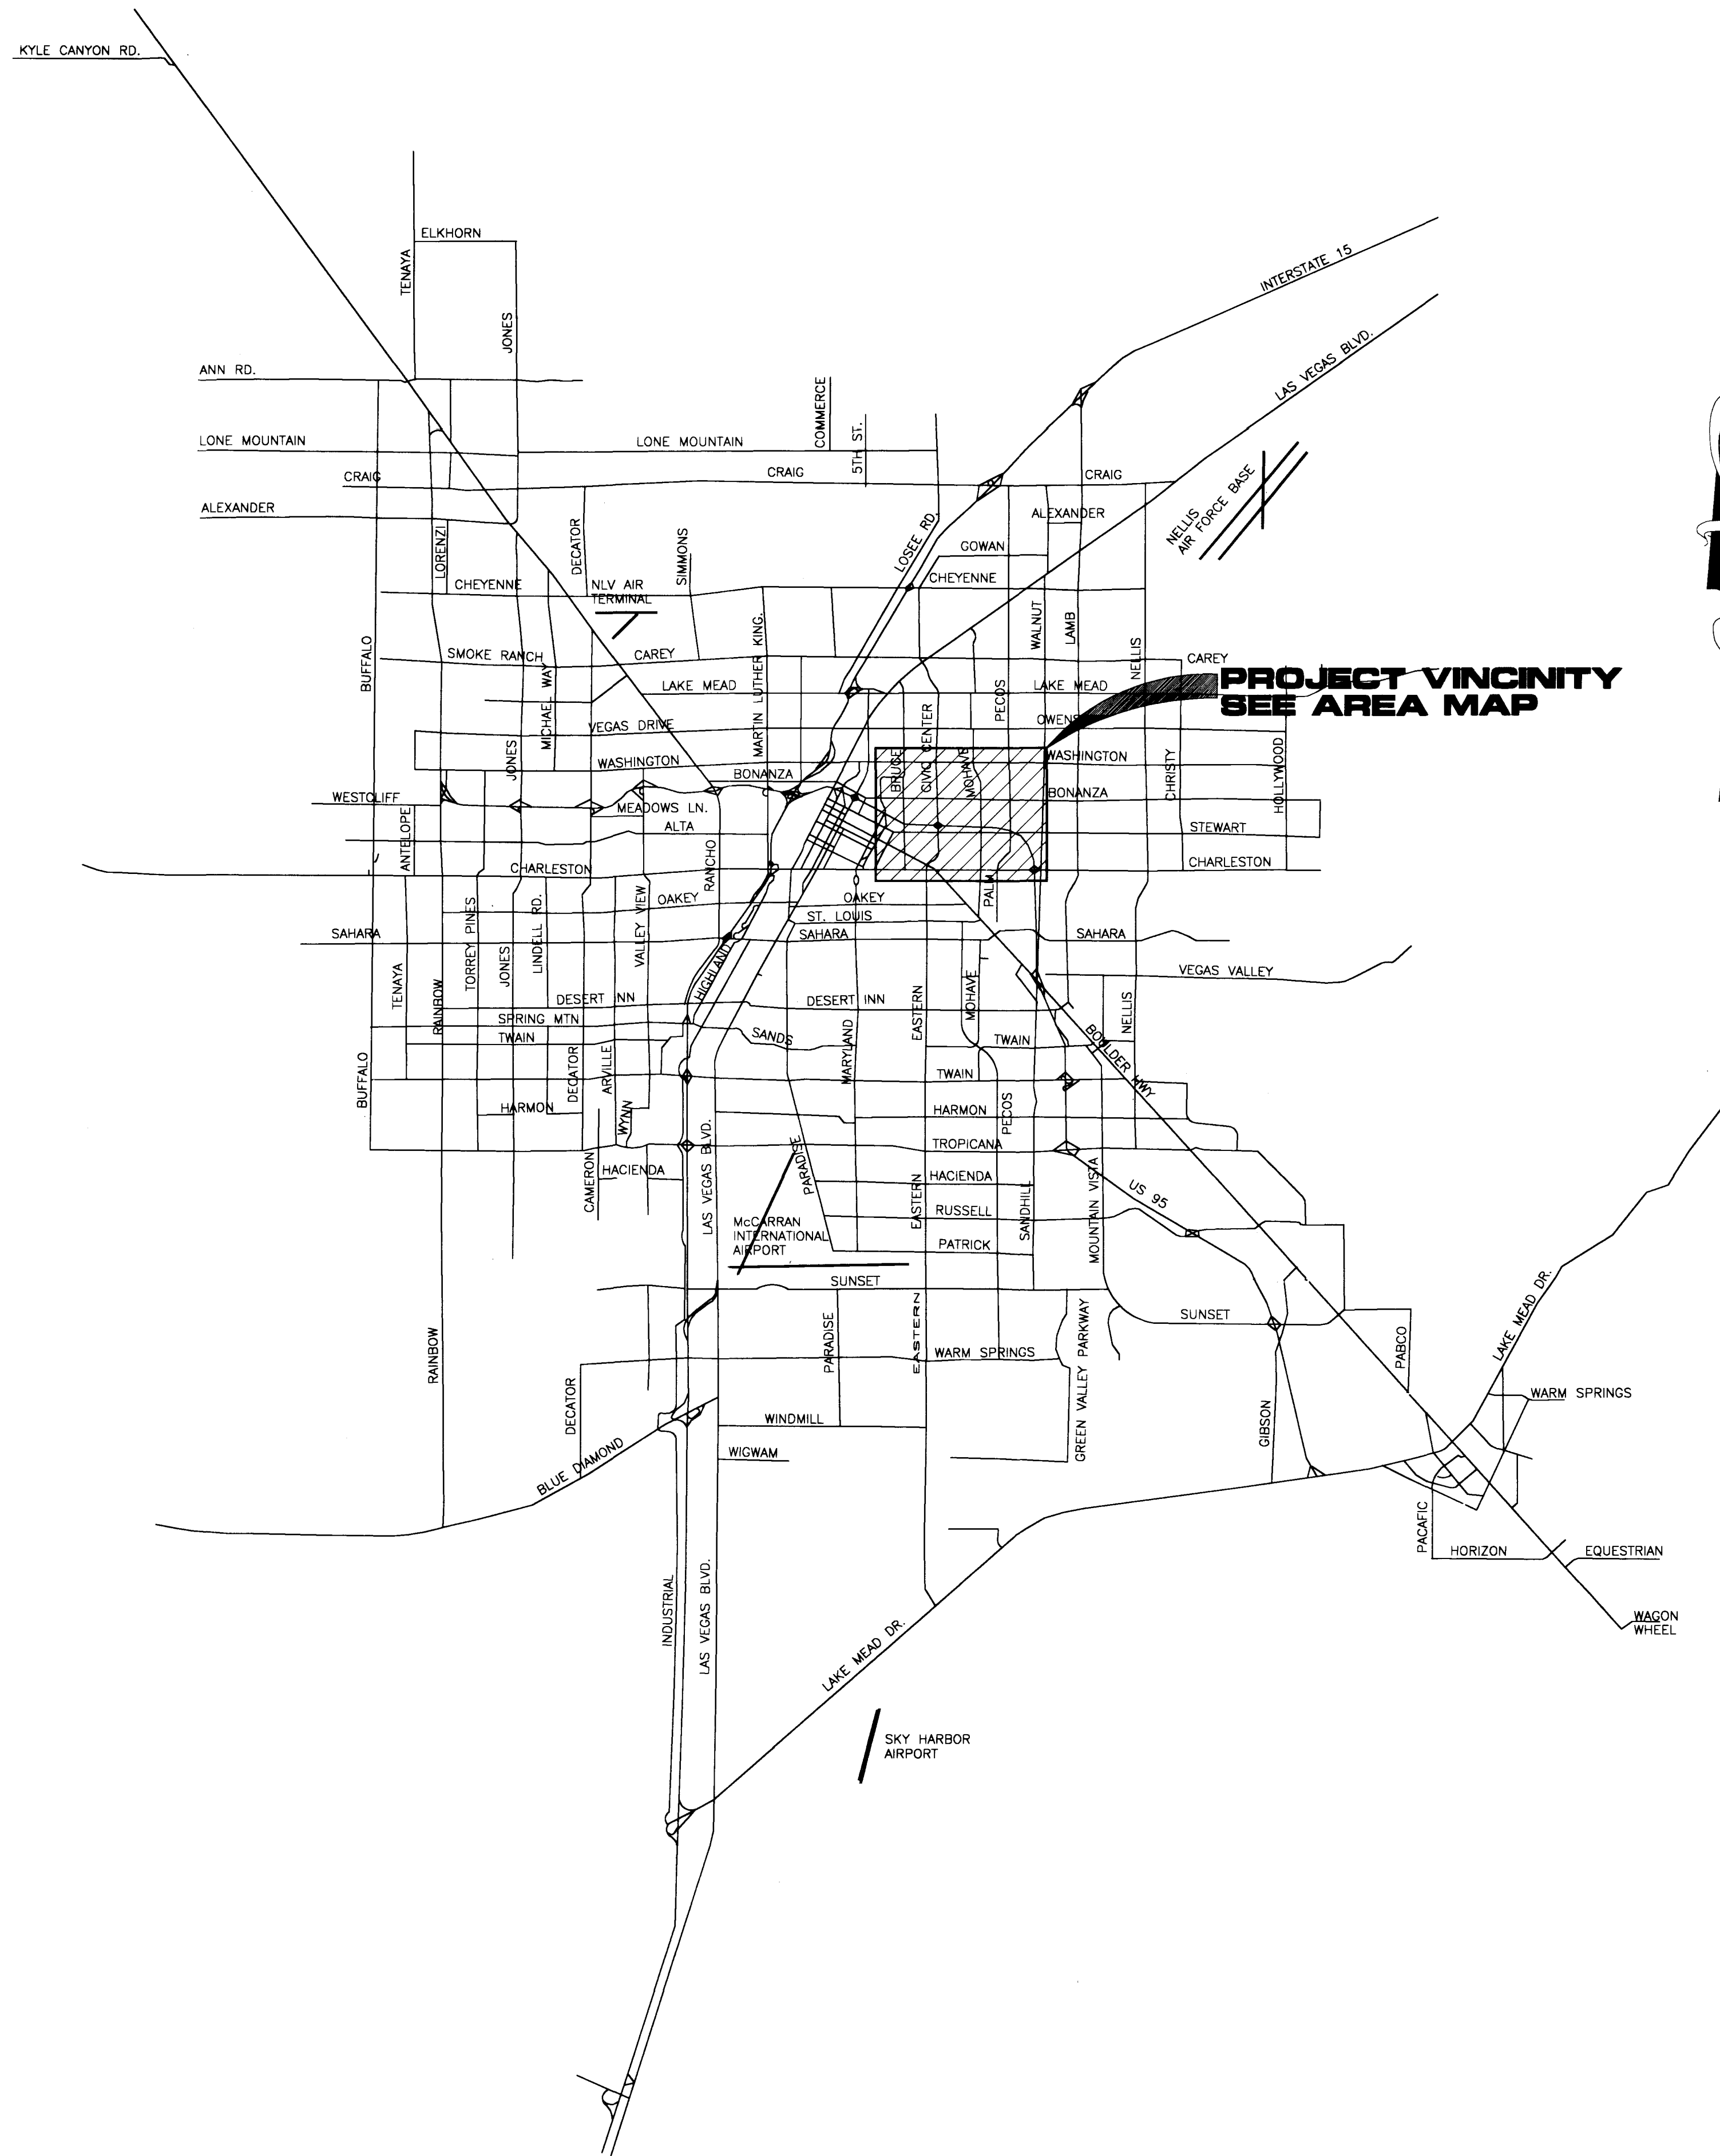 KYLE CANYON RD.
ELKHORN
TENAYA
JONES
INTERSTATE 15
LAS VEGAS BLVD.
ANN RD.
COMMERCE
5TH ST.
LONE MOUNTAIN
LONE MOUNTAIN
CRAIG
CRAIG
CRAIG
ALEXANDER
ALEXANDER
NELLIS
AIR FORCE BASE
LORENZI
DECATOR
SIMMONS
LOSEE RD.
GOWAN
CHEYENNE
NLV AIR
TERMINAL
CHEYENNE
WALNUT
LAMB
NELLIS
BUFFALO
MARTIN LUTHER KING.
SMOKE RANCH
CAREY
CAREY
MICHAEL WAY
LAKE MEAD
PECOS
LAKE MEAD
PROJECT VINCINITY
SEE AREA MAP
VEGAS DRIVE
OWENS
JONES
WASHINGTON
BONANZA
BRUCE
CIVIC CENTER
MOHAVE
WASHINGTON
CHRISTY
HOLLYWOOD
WESTCLIFF
MEADOWS LN.
BONANZA
ANTELOPE
ALTA
STEWART
CHARLESTON
RANCHO
CHARLESTON
OAKEY
OAKEY
PALM
ST. LOUIS
SAHARA
TORREY PINES
JONES
LINDELL RD.
VALLEY VIEW
SAHARA
SAHARA
TENAYA
RAINBOW
HIGHLAND
VEGAS VALLEY
DESERT INN
DESERT INN
EASTERN
MOHAVE
NELLIS
SPRING MTN
TWAIN
SANDS
MARYLAND
TWAIN
BOULDER HWY
BUFFALO
DECATOR
ARVILLE
TWAIN
HARMON
WYNN
HARMON
PECOS
LAS VEGAS BLVD.
TROPICANA
CAMERON
HACIENDA
PARADISE
HACIENDA
MOUNTAIN VISTA
US 95
McCARRAN
INTERNATIONAL
AIRPORT
EASTERN
RUSSELL
SANDHILL
PATRICK
SUNSET
SUNSET
RAINBOW
PARADISE
EASTERN
WARM SPRINGS
GREEN VALLEY PARKWAY
PABCO
LAKE MEAD DR.
WARM SPRINGS
DECATOR
WINDMILL
GIBSON
BLUE DIAMOND
WIGWAM
PACAFIC
HORIZON
EQUESTRIAN
INDUSTRIAL
LAS VEGAS BLVD.
WAGON
WHEEL
LAKE MEAD DR.
SKY HARBOR
AIRPORT